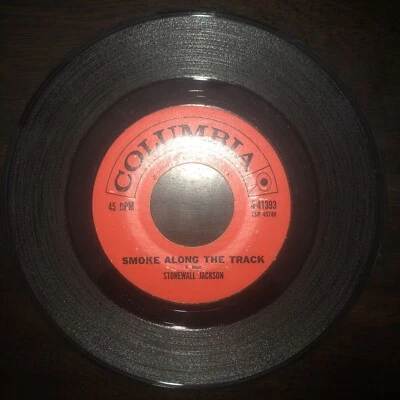 COLUMBIA
45 RPM
4-41393
SMOKE ALONG THE TRACK
STONEWALL JACKSON